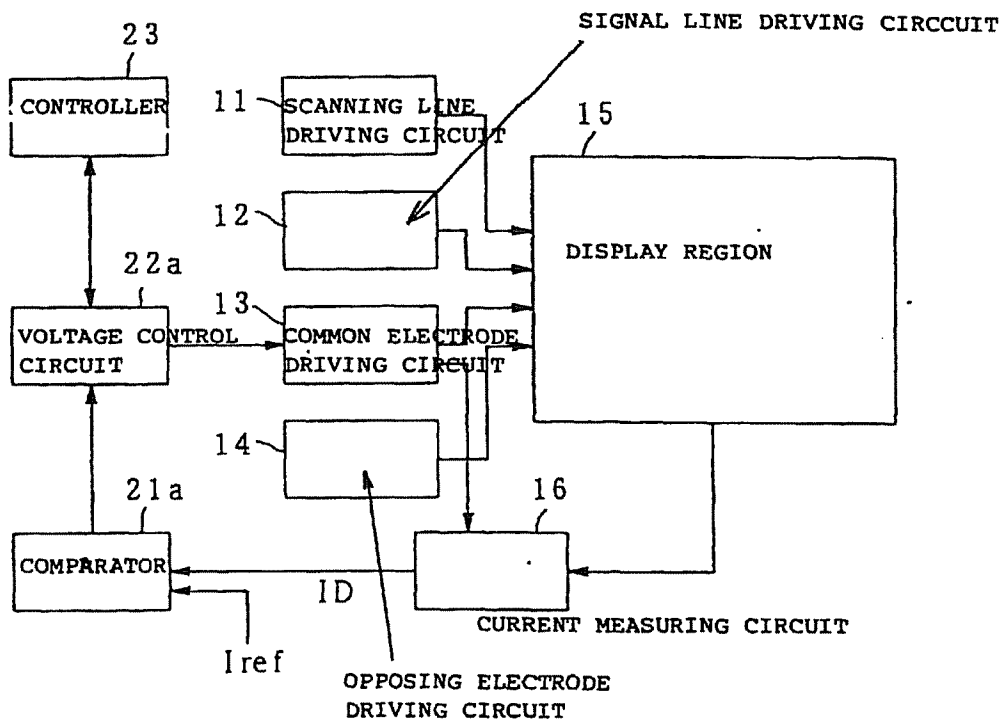 SIGNAL LINE DRIVING CIRCCUIT
23
CONTROLLER
11
SCANNING LINE
DRIVING CIRCUIT
15
12
DISPLAY REGION
22a
VOLTAGE CONTROL
CIRCUIT
13
COMMON ELECTRODE
DRIVING CIRCUIT
14
21a
COMPARATOR
16
ID
Iref
CURRENT MEASURING CIRCUIT
OPPOSING ELECTRODE
DRIVING CIRCUIT